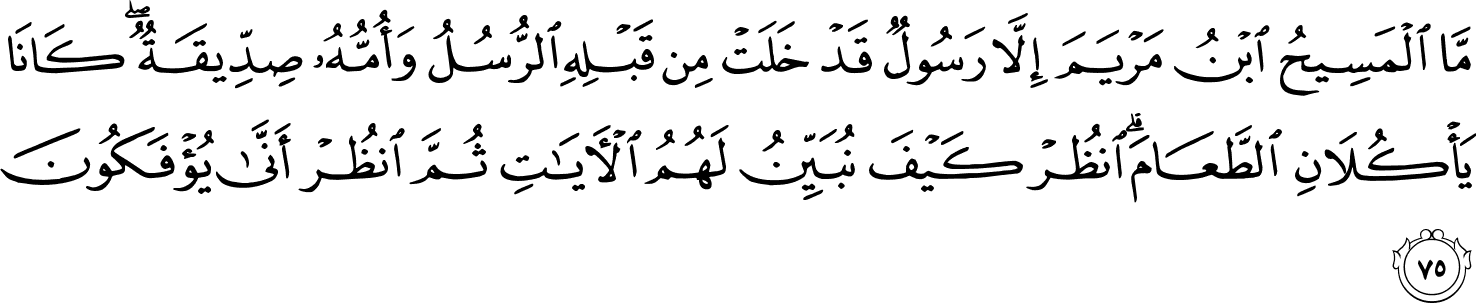 مَّا ٱلْمَسِيحُ ٱبْنُ مَرْيَمَ إِلَّا رَسُولٌ قَدْ خَلَتْ مِن قَبْلِهِ ٱلرُّسُلُ وَأُمُّهُۥ صِدِّيقَةٌ ۖ كَانَا
يَأْكُلَانِ ٱلطَّعَامَ ۗ ٱنظُرْ كَيْفَ نُبَيِّنُ لَهُمُ ٱلْأَيَـٰتِ ثُمَّ ٱنظُرْ أَنَّىٰ يُؤْفَكُونَ
٧٥